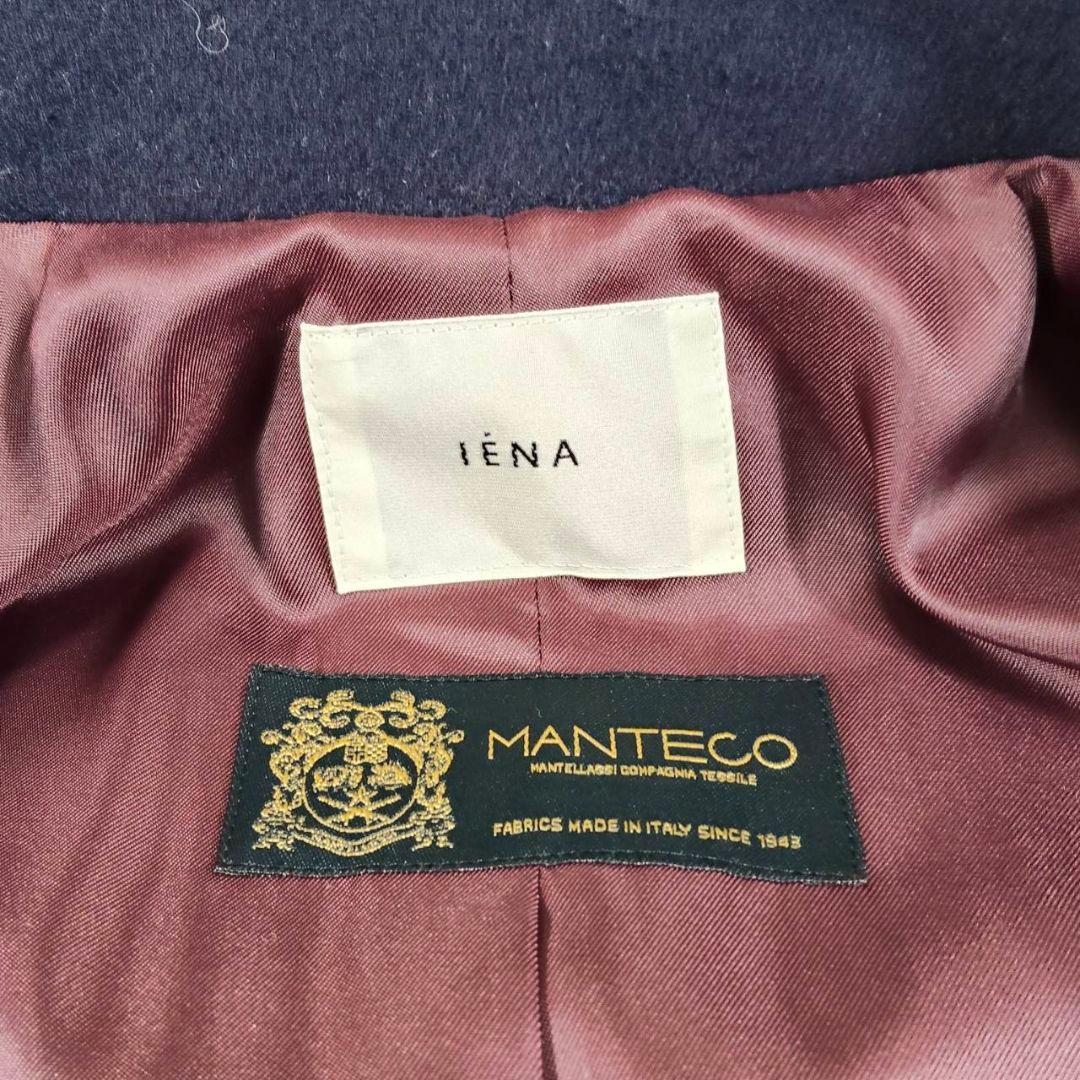 IÉNA
MANTECO
MANTELLASSI COMPAGNIA TESSILE
FABRICS MADE IN ITALY SINCE 1943